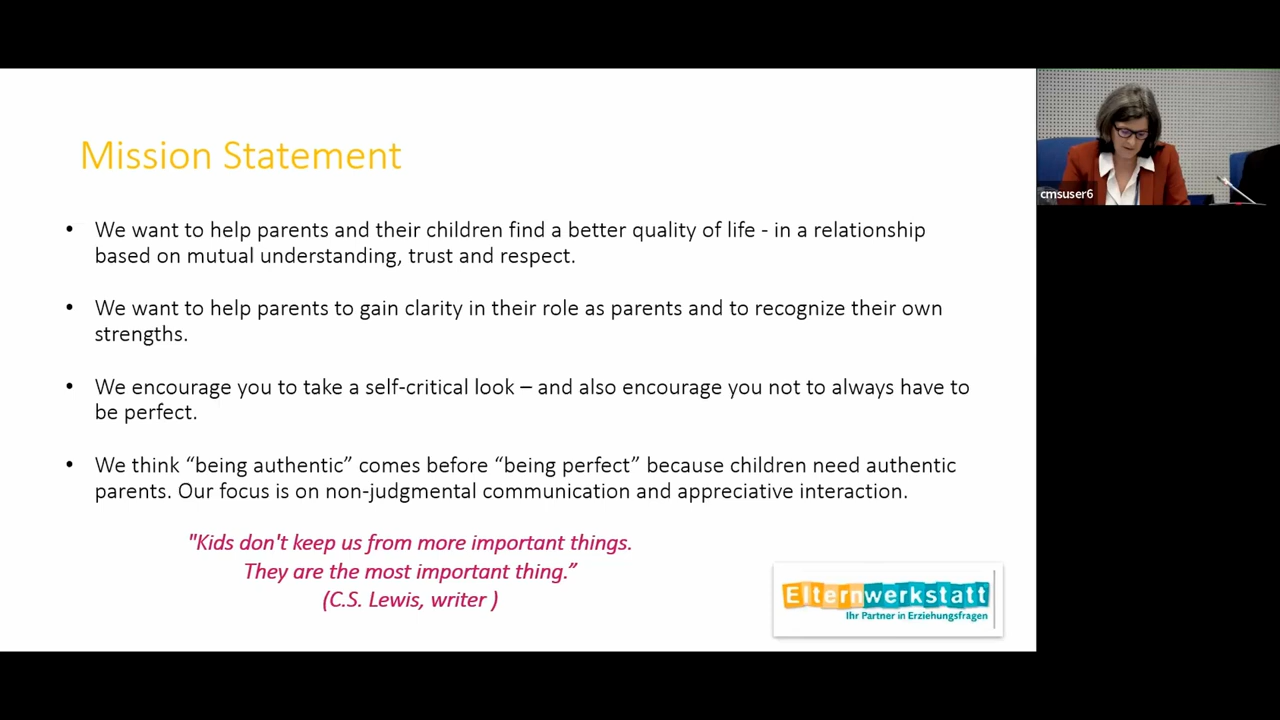 Mission Statement
• We want to help parents and their children find a better quality of life - in a relationship
based on mutual understanding, trust and respect.
• We want to help parents to gain clarity in their role as parents and to recognize their own
strengths.
• We encourage you to take a self-critical look – and also encourage you not to always have to
be perfect.
• We think “being authentic” comes before “being perfect” because children need authentic
parents. Our focus is on non-judgmental communication and appreciative interaction.
"Kids don't keep us from more important things.
They are the most important thing.”
(C.S. Lewis, writer )
Elternwerkstatt
Ihr Partner in Erziehungsfragen
cmsuser6